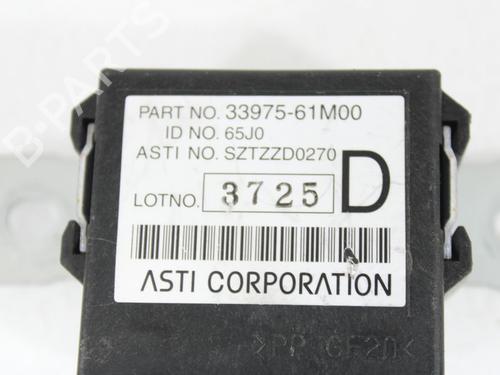 PART NO. 33975-61M00
ID NO. 65J0
ASTI NO. SZTZZD0270
D
LOTNO. 3725
ASTI CORPORATION
>PP GF20<
B-PARTS